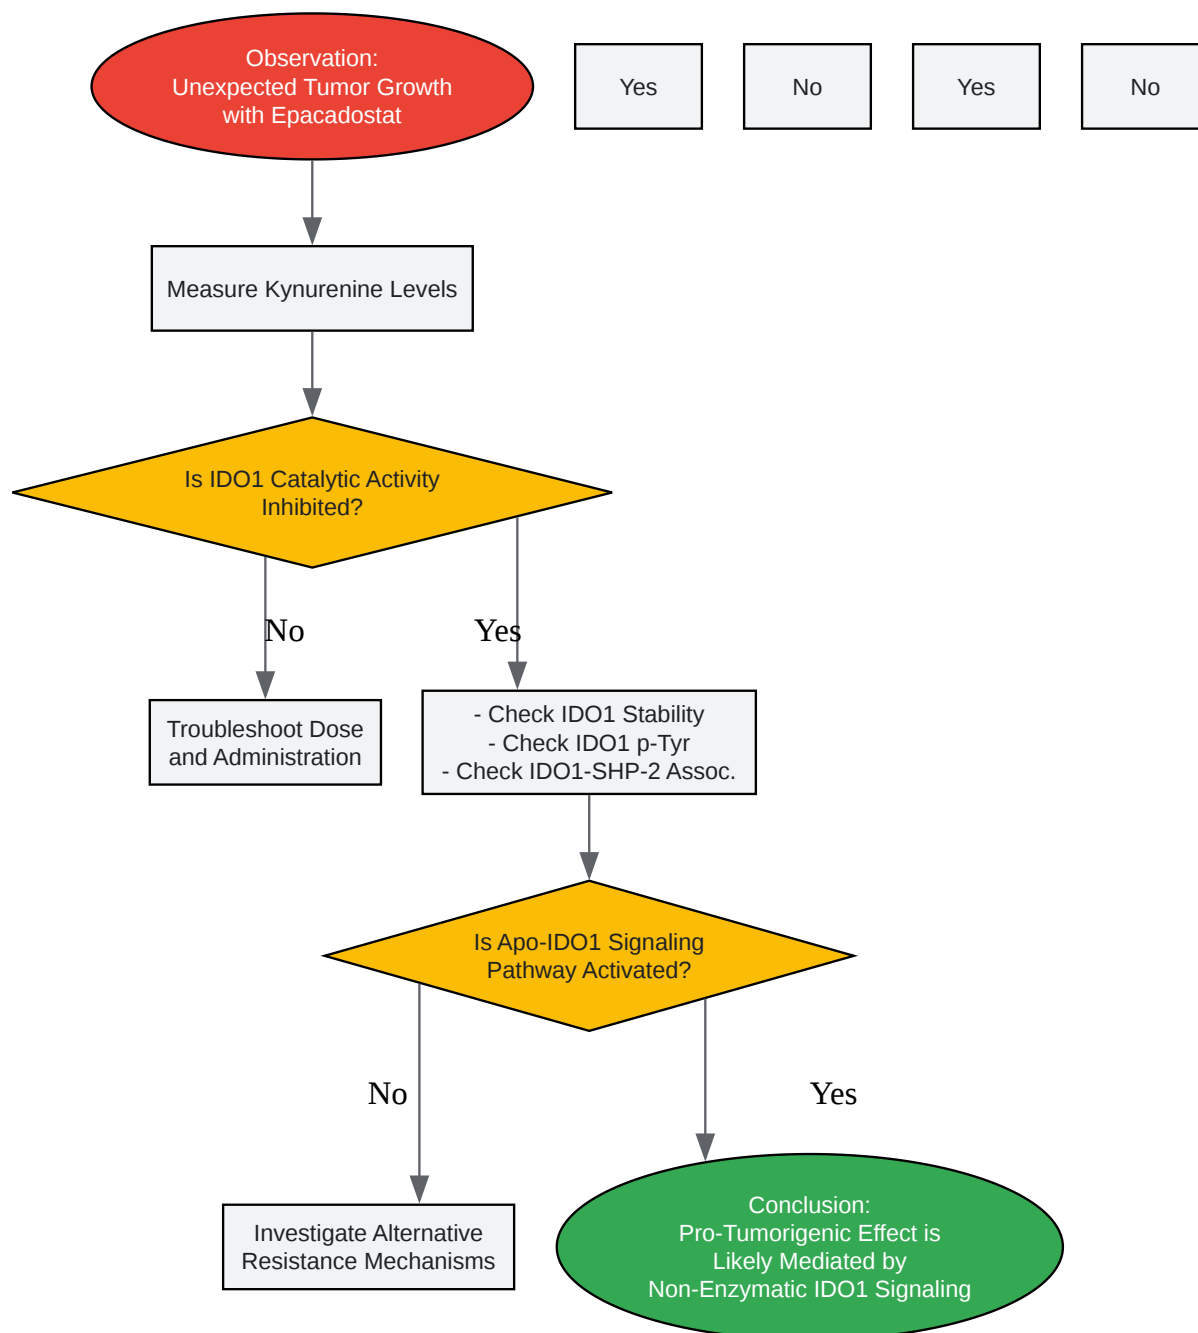 Observation:
Unexpected Tumor Growth
with Epacadostat
Yes
No
Yes
No
Measure Kynurenine Levels
Is IDO1 Catalytic Activity
Inhibited?
No
Yes
Troubleshoot Dose
and Administration
- Check IDO1 Stability
- Check IDO1 p-Tyr
- Check IDO1-SHP-2 Assoc.
Is Apo-IDO1 Signaling
Pathway Activated?
No
Yes
Investigate Alternative
Resistance Mechanisms
Conclusion:
Pro-Tumorigenic Effect is
Likely Mediated by
Non-Enzymatic IDO1 Signaling